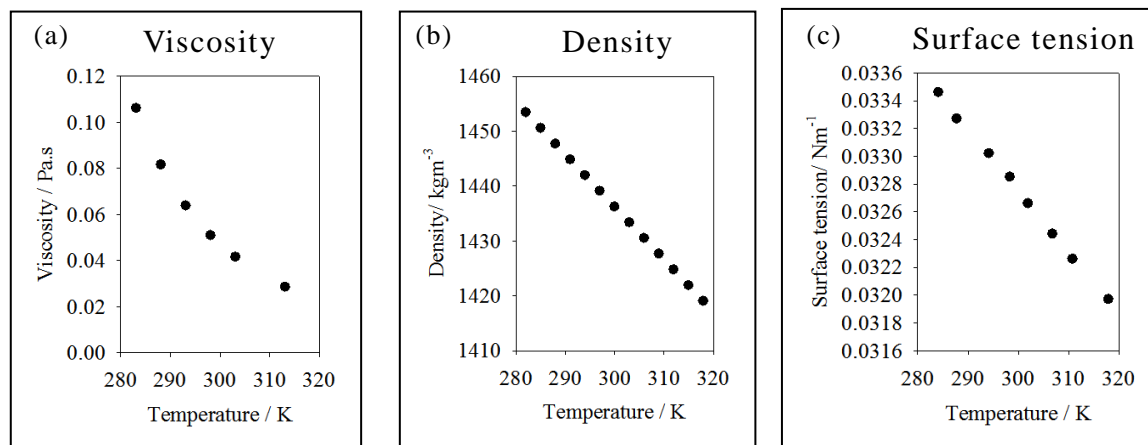 (a) Viscosity
0.12
0.10
0.08
0.06
0.04
0.02
0.00
Viscosity / Pa.s
280 290 300 310 320
Temperature / K
(b) Density
1460
1450
1440
1430
1420
1410
Density/ kgm-3
280 290 300 310 320
Temperature / K
(c) Surface tension
0.0336
0.0334
0.0332
0.0330
0.0328
0.0326
0.0324
0.0322
0.0320
0.0318
0.0316
Surface tension/ Nm-1
280 290 300 310 320
Temperature / K